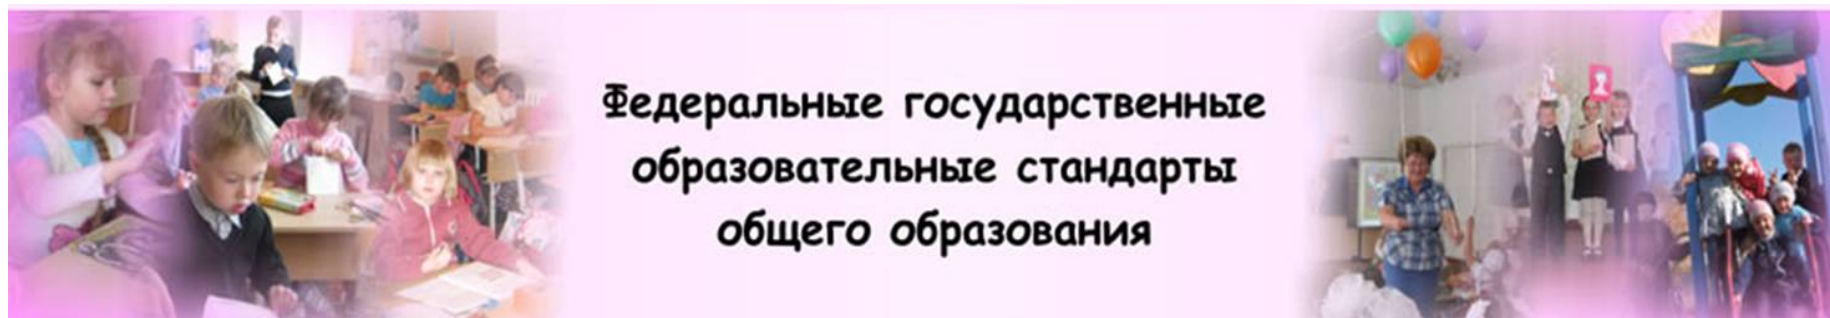 Федеральные государственные
образовательные стандарты
общего образования